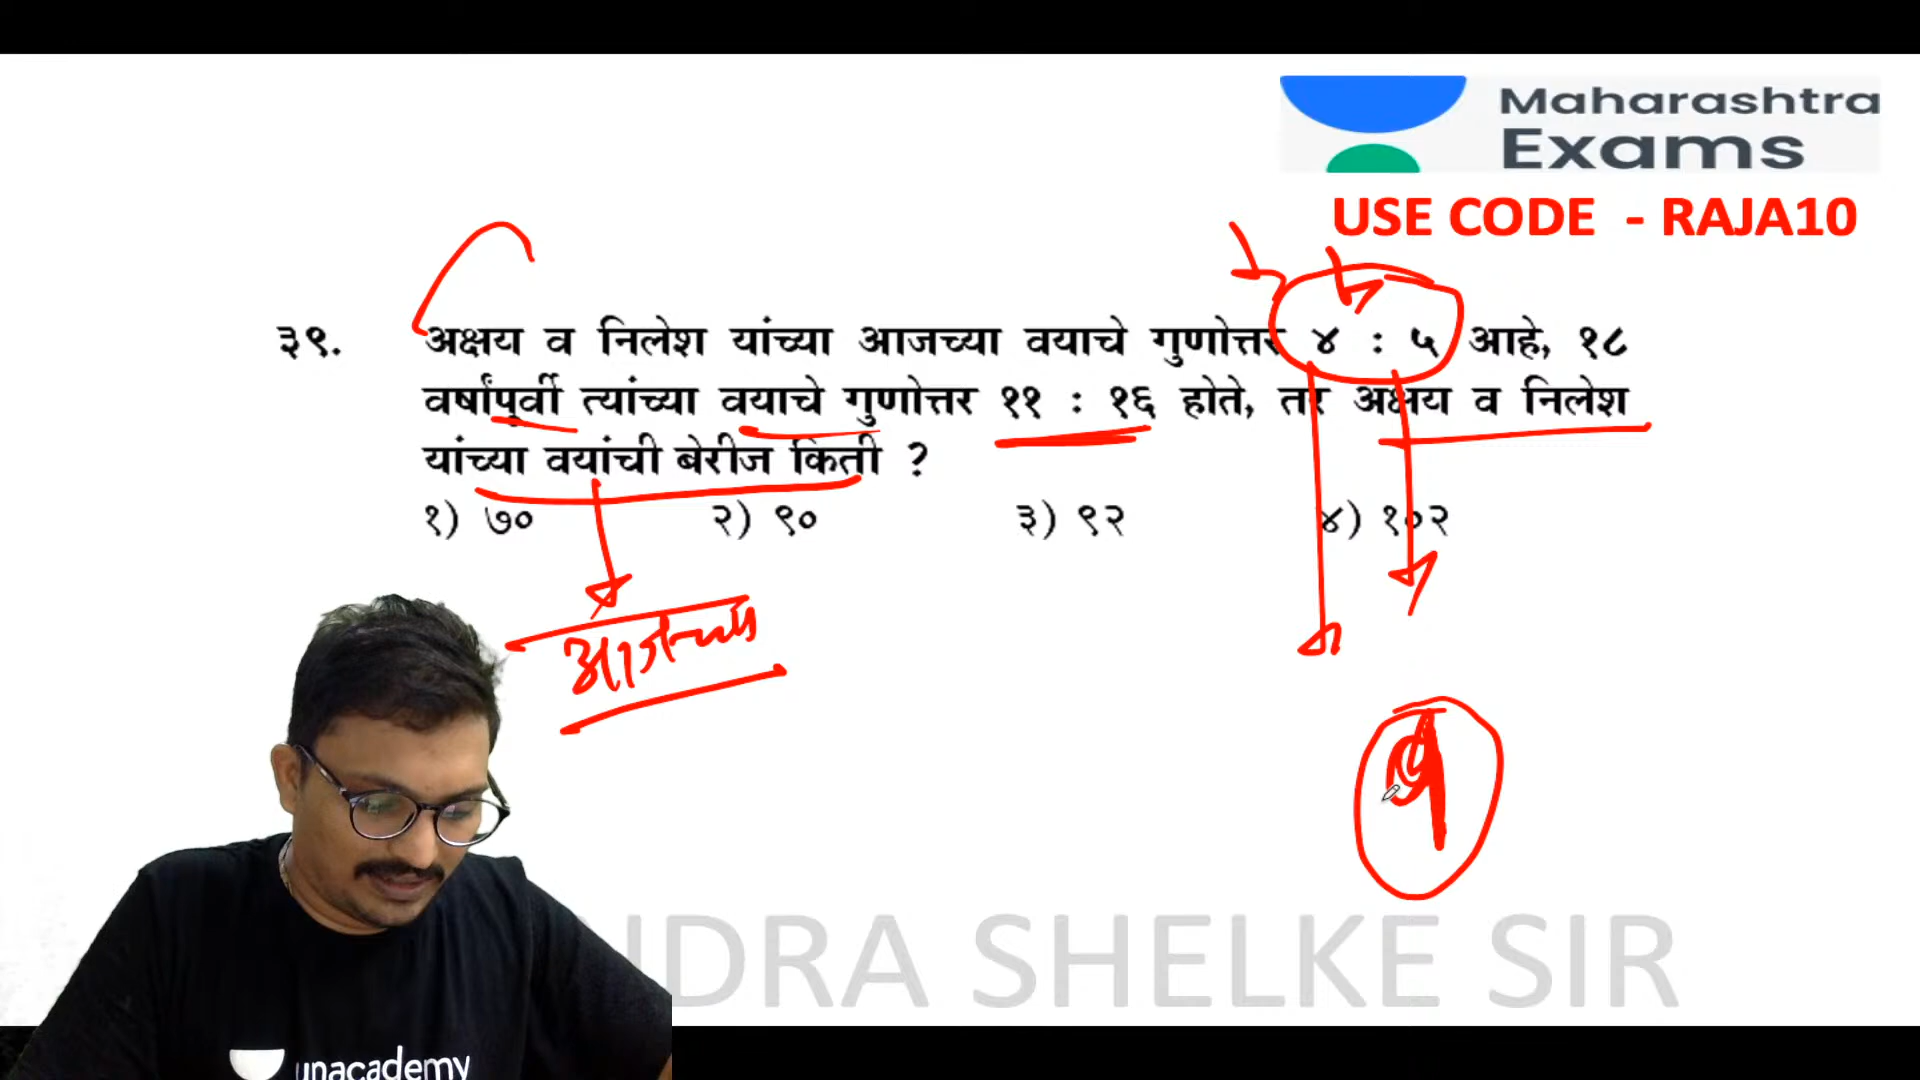 Maharashtra
Exams
USE CODE - RAJA10
३९. अक्षय व निलेश यांच्या आजच्या वयाचे गुणोत्तर ४ : ५ आहे, १८
वर्षांपुर्वी त्यांच्या वयाचे गुणोत्तर ११ : १६ होते, तर अक्षय व निलेश
यांच्या वयांची बेरीज किती ?
१) ७० २) ९० ३) ९२ ४) १०२
आजच्या
NDRA SHELKE SIR
unacademy